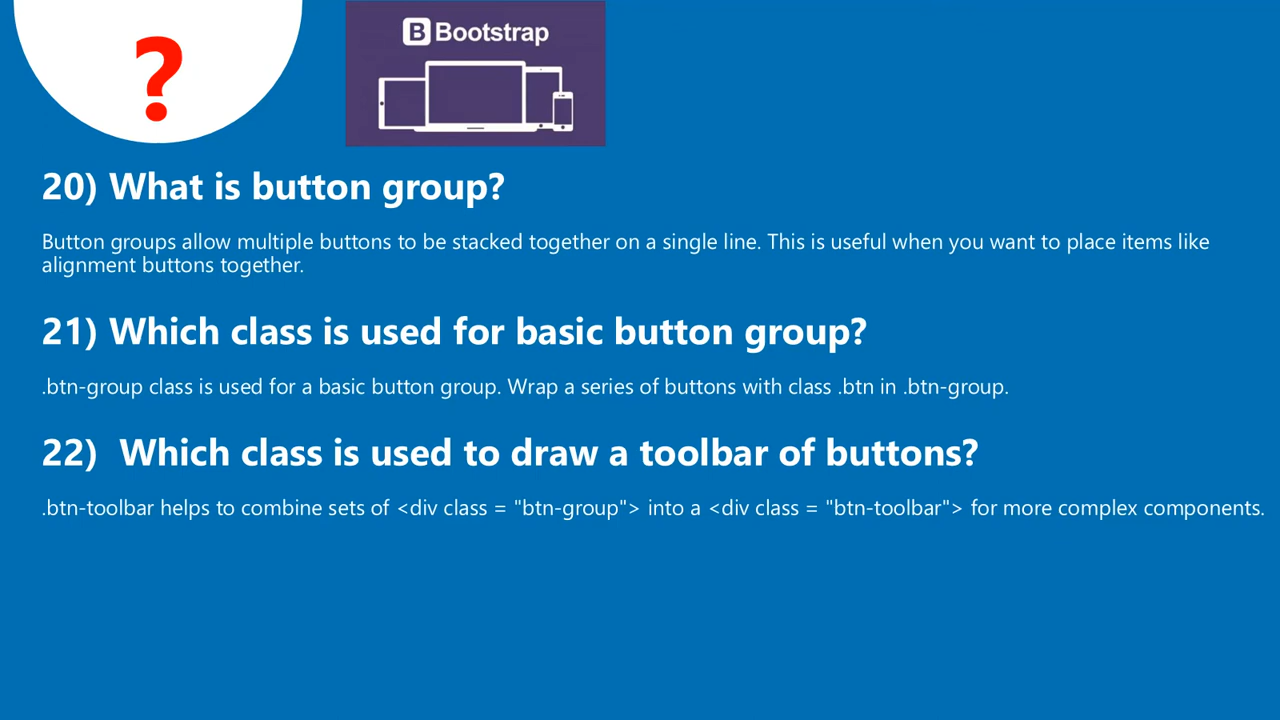 ?
B Bootstrap
20) What is button group?
Button groups allow multiple buttons to be stacked together on a single line. This is useful when you want to place items like
alignment buttons together.
21) Which class is used for basic button group?
.btn-group class is used for a basic button group. Wrap a series of buttons with class .btn in .btn-group.
22)  Which class is used to draw a toolbar of buttons?
.btn-toolbar helps to combine sets of <div class = "btn-group"> into a <div class = "btn-toolbar"> for more complex components.